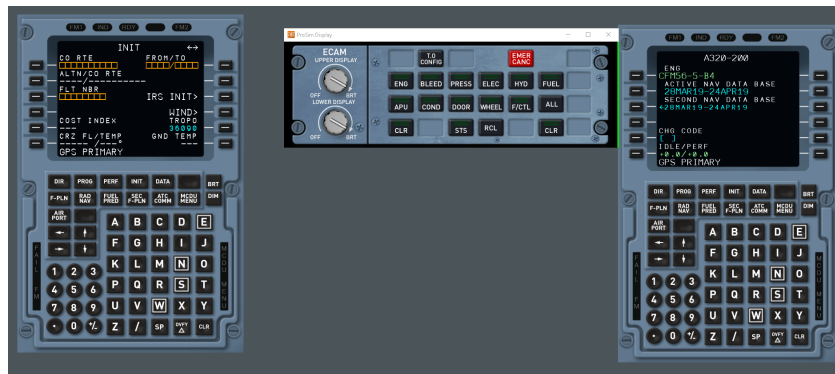 FM1 IND RDY FM2
INIT ↔
CO RTE FROM/TO
/
ALTN/CO RTE
----/----------
FLT NBR
IRS INIT>
WIND>
COST INDEX TROPO
--- 36090
CRZ FL/TEMP GND TEMP
----- /---° ---
GPS PRIMARY
DIR PROG PERF INIT DATA BRT
F-PLN RAD NAV FUEL PRED SEC F-PLN ATC COMM MCDU MENU DIM
AIR PORT
A B C D E
← ↑
F G H I J
→ ↓
K L M N O
1 2 3
P Q R S T
4 5 6
U V W X Y
7 8 9
Z / SP OVFY Δ CLR
. 0 +/-
FAIL FM
MCDU MENU
ProSim Display
ECAM
UPPER DISPLAY
OFF BRT
LOWER DISPLAY
OFF BRT
T.O CONFIG EMER CANC
ENG BLEED PRESS ELEC HYD FUEL
APU COND DOOR WHEEL F/CTL ALL
CLR STS RCL CLR
FM1 IND RDY FM2
A320-200
ENG
CFM56-5-B4
ACTIVE NAV DATA BASE
28MAR19-24APR19
SECOND NAV DATA BASE
←28MAR19-24APR19
CHG CODE
[ ]
IDLE/PERF
+0.0/+0.0
GPS PRIMARY
DIR PROG PERF INIT DATA BRT
F-PLN RAD NAV FUEL PRED SEC F-PLN ATC COMM MCDU MENU DIM
AIR PORT
A B C D E
← ↑
F G H I J
→ ↓
K L M N O
1 2 3
P Q R S T
4 5 6
U V W X Y
7 8 9
Z / SP OVFY Δ CLR
. 0 +/-
FAIL FM
MCDU MENU